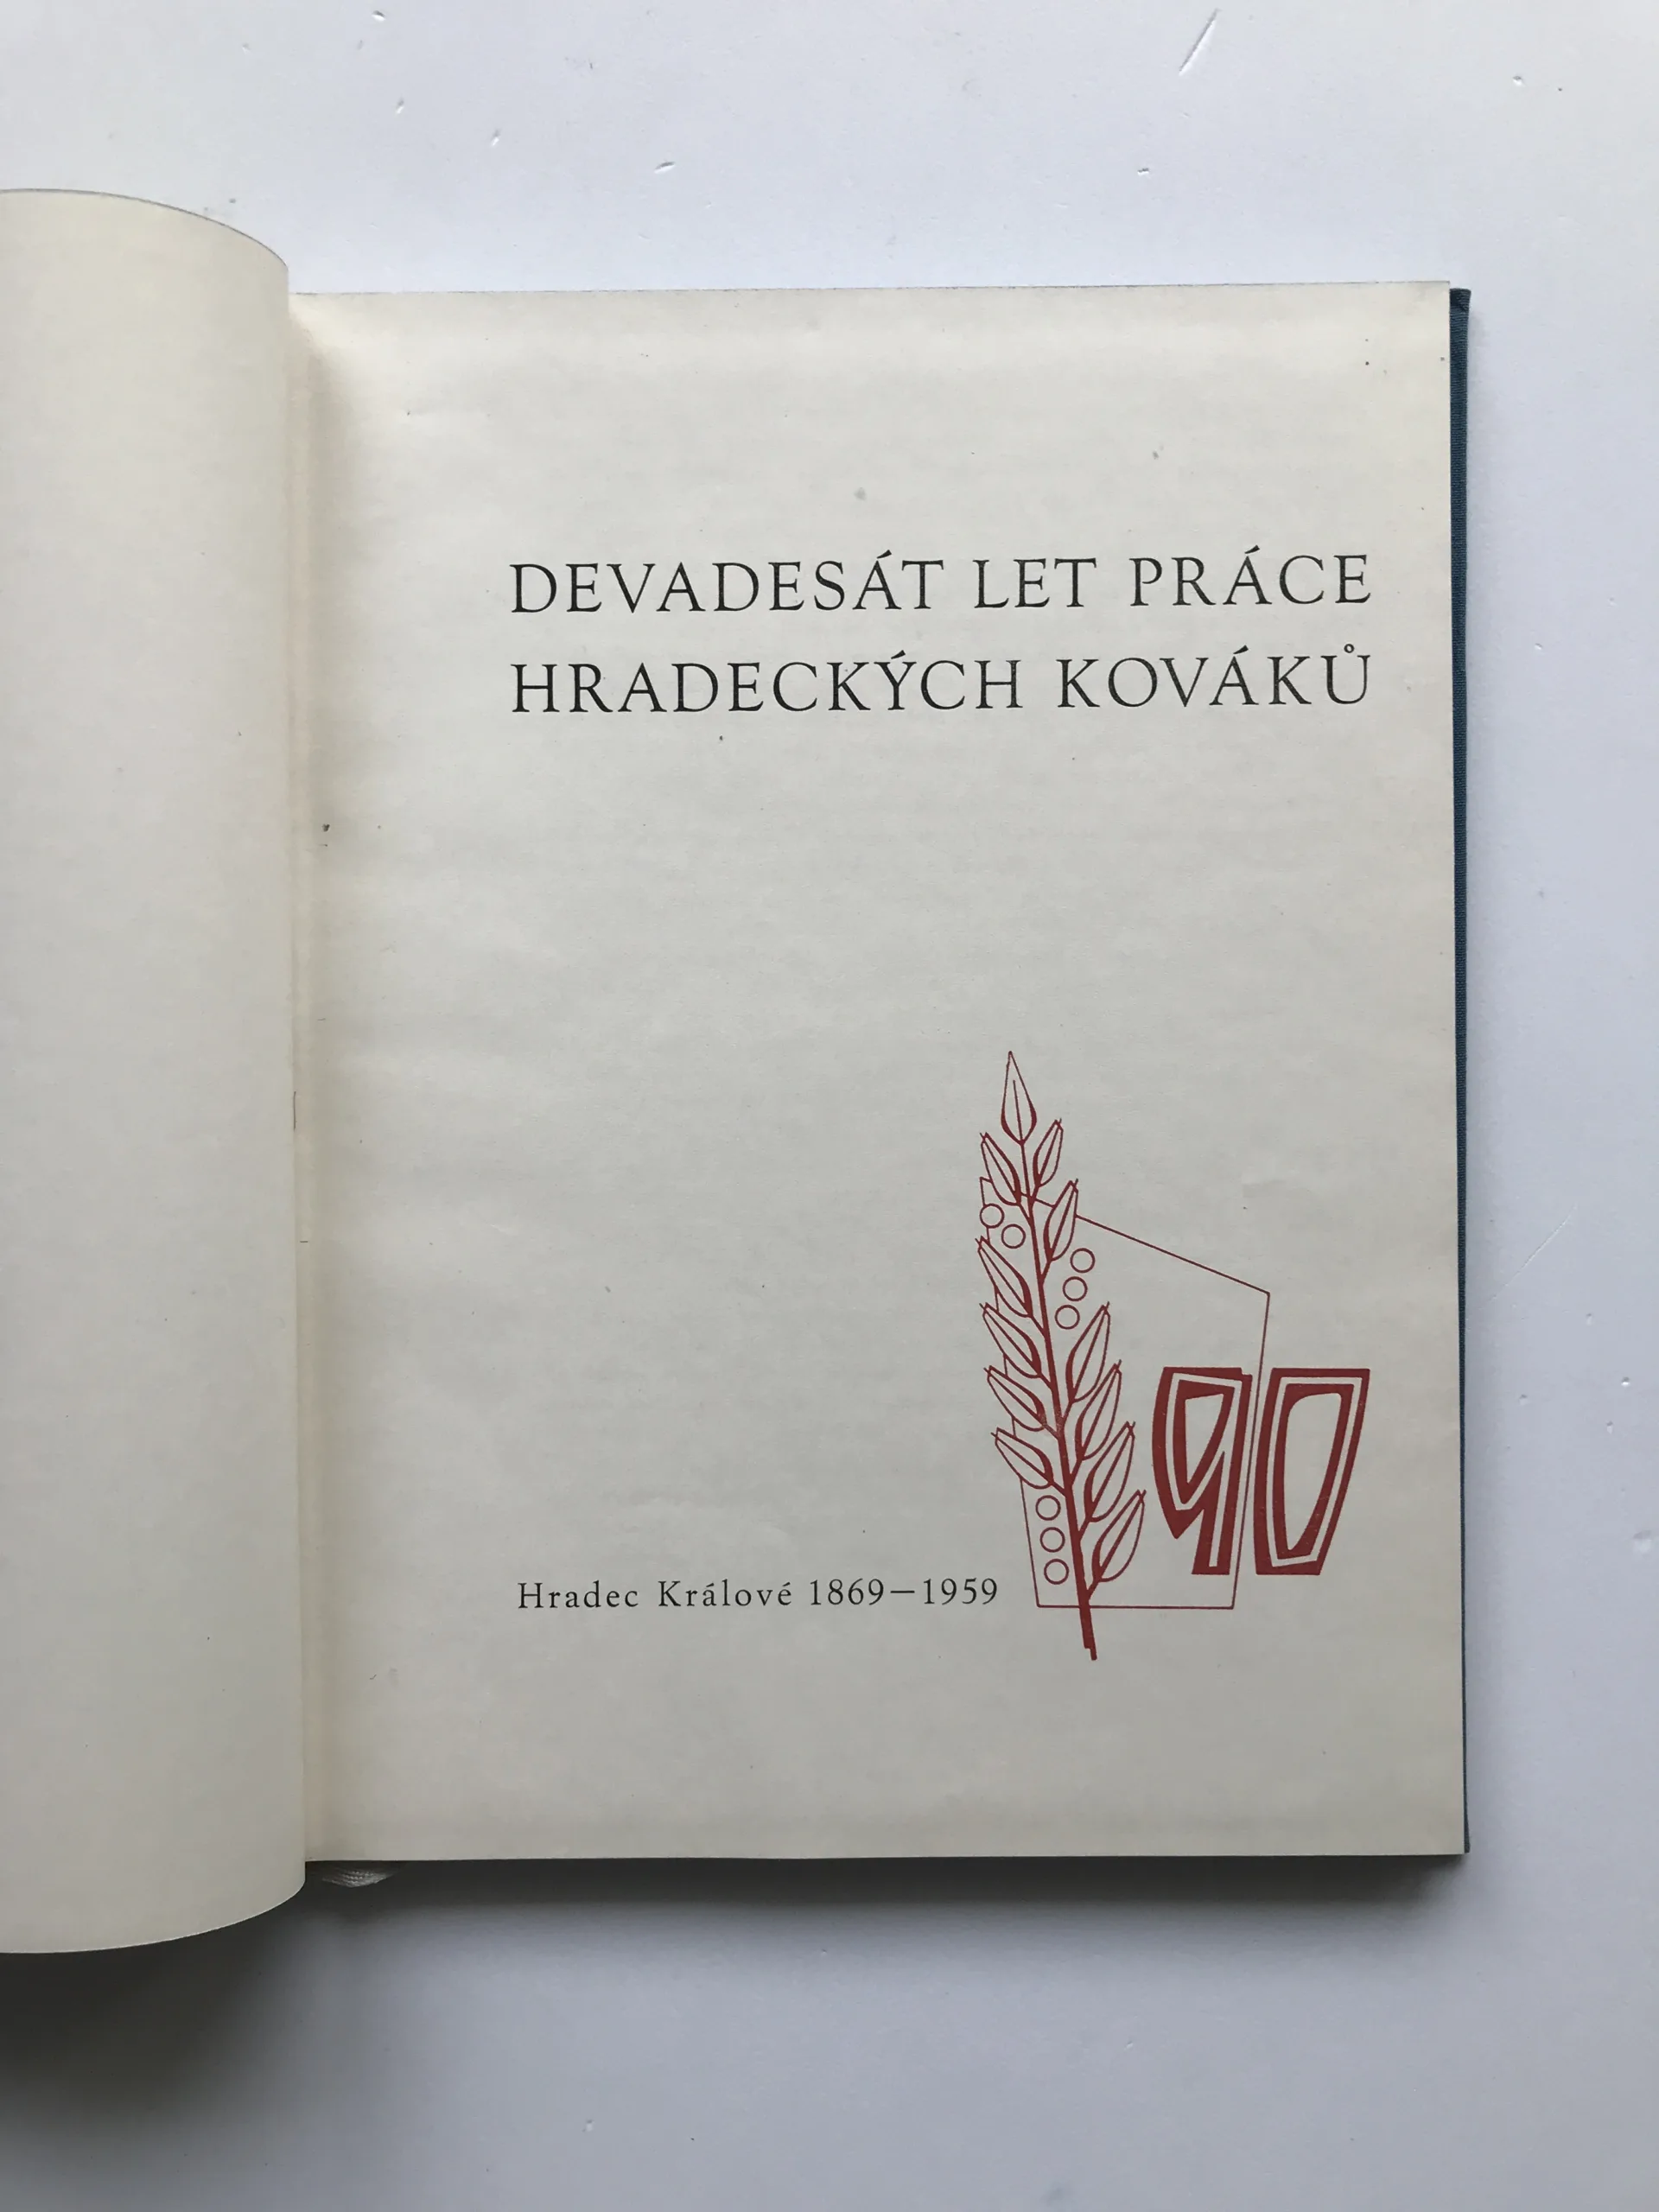 DEVADESÁT LET PRÁCE
HRADECKÝCH KOVÁKŮ
90
Hradec Králové 1869–1959